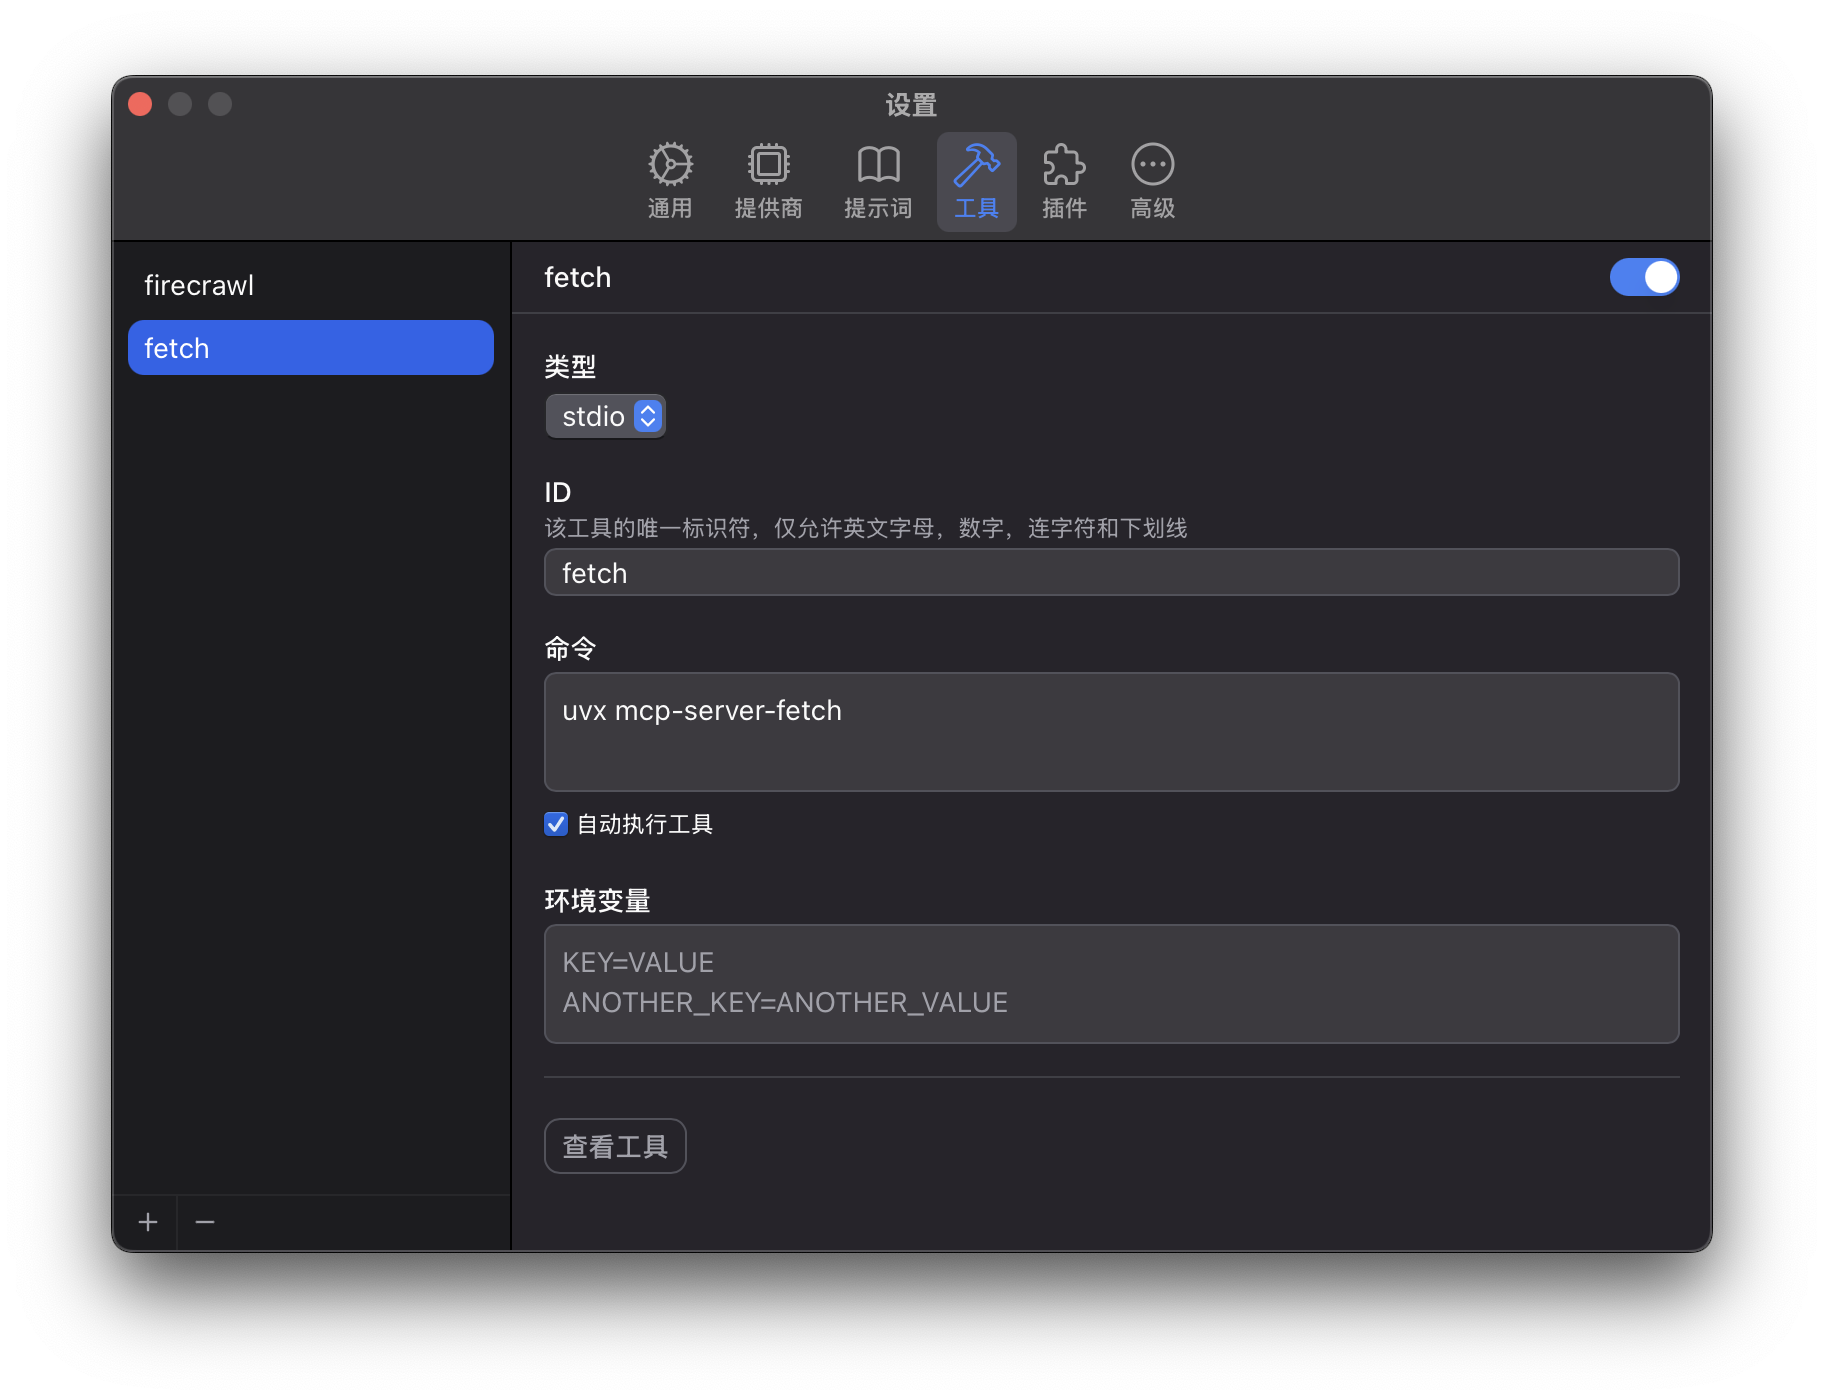 设置
通用
提供商
提示词
工具
插件
高级
firecrawl
fetch
fetch
类型
stdio
ID
该工具的唯一标识符，仅允许英文字母，数字，连字符和下划线
fetch
命令
uvx mcp-server-fetch
自动执行工具
环境变量
KEY=VALUE
ANOTHER_KEY=ANOTHER_VALUE
查看工具